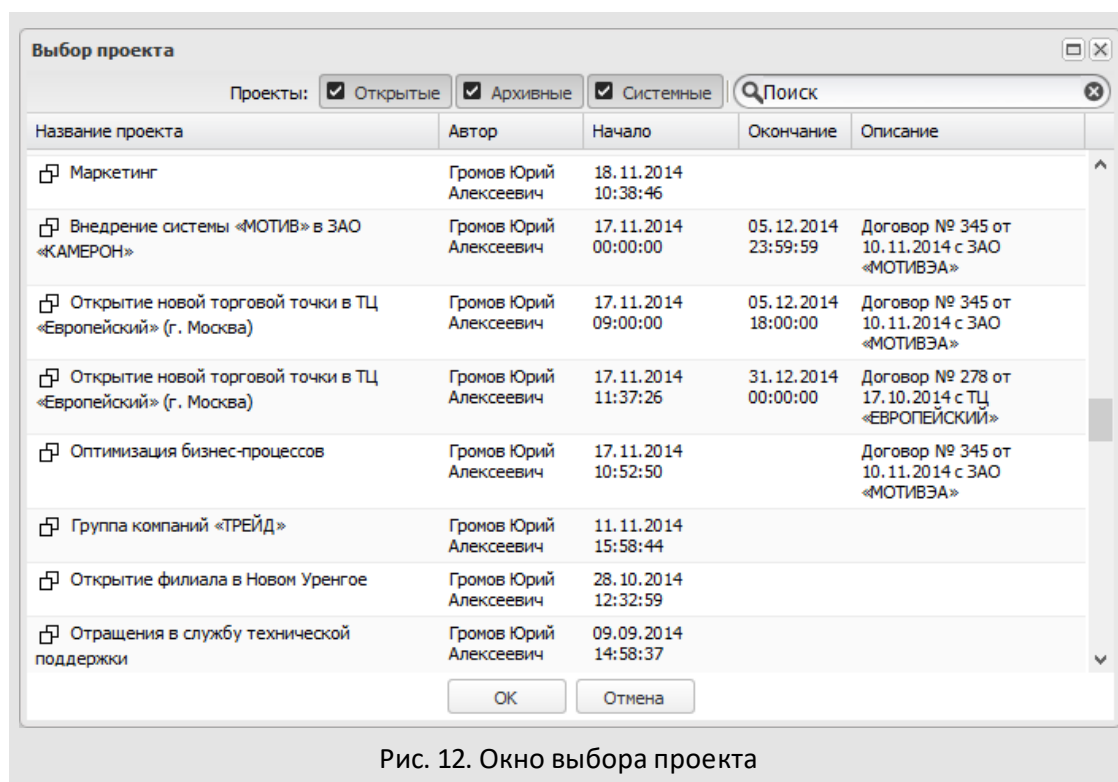 Выбор проекта
Проекты: Открытые Архивные Системные Поиск
Название проекта Автор Начало Окончание Описание
Маркетинг Громов Юрий 18.11.2014
Алексеевич 10:38:46
Внедрение системы «МОТИВ» в ЗАО Громов Юрий 17.11.2014 05.12.2014 Договор № 345 от
«КАМЕРОН» Алексеевич 00:00:00 23:59:59 10.11.2014 с ЗАО
«МОТИВЭА»
Открытие новой торговой точки в ТЦ Громов Юрий 17.11.2014 05.12.2014 Договор № 345 от
«Европейский» (г. Москва) Алексеевич 09:00:00 18:00:00 10.11.2014 с ЗАО
«МОТИВЭА»
Открытие новой торговой точки в ТЦ Громов Юрий 17.11.2014 31.12.2014 Договор № 278 от
«Европейский» (г. Москва) Алексеевич 11:37:26 00:00:00 17.10.2014 с ТЦ
«ЕВРОПЕЙСКИЙ»
Оптимизация бизнес-процессов Громов Юрий 17.11.2014 Договор № 345 от
Алексеевич 10:52:50 10.11.2014 с ЗАО
«МОТИВЭА»
Группа компаний «ТРЕЙД» Громов Юрий 11.11.2014
Алексеевич 15:58:44
Открытие филиала в Новом Уренгое Громов Юрий 28.10.2014
Алексеевич 12:32:59
Отращения в службу технической Громов Юрий 09.09.2014
поддержки Алексеевич 14:58:37
ОК Отмена
Рис. 12. Окно выбора проекта